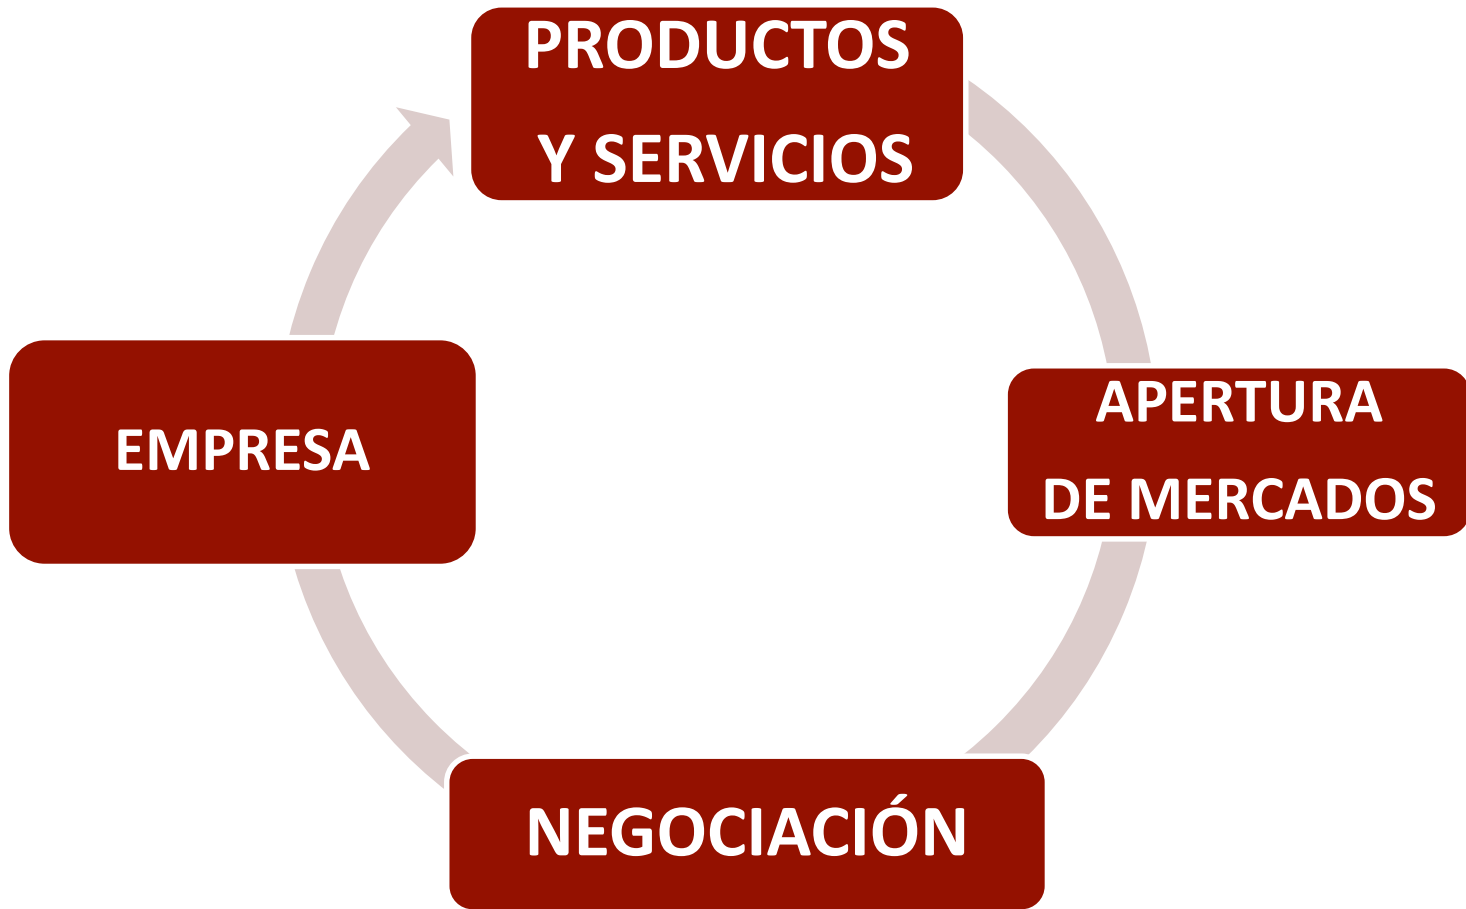 PRODUCTOS
Y SERVICIOS
APERTURA
DE MERCADOS
NEGOCIACIÓN
EMPRESA